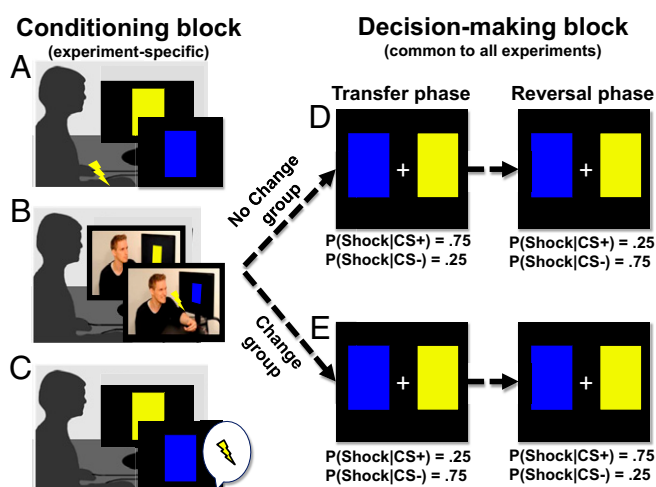 Conditioning block
(experiment-specific)
Decision-making block
(common to all experiments)
A
B
C
No Change
group
Change
group
Transfer phase
Reversal phase
D
+
+
P(Shock|CS+) = .75
P(Shock|CS-) = .25
P(Shock|CS+) = .25
P(Shock|CS-) = .75
E
+
+
P(Shock|CS+) = .25
P(Shock|CS-) = .75
P(Shock|CS+) = .75
P(Shock|CS-) = .25